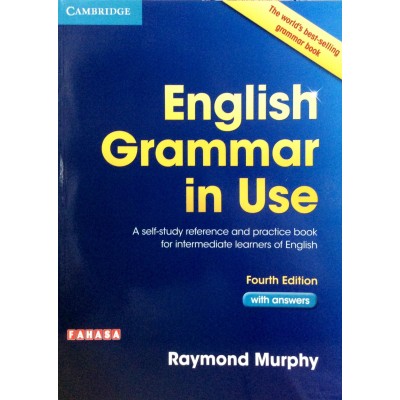 CAMBRIDGE
The world's best-selling
grammar book
English
Grammar
in Use
A self-study reference and practice book
for intermediate learners of English
Fourth Edition
with answers
FAHASA
Raymond Murphy